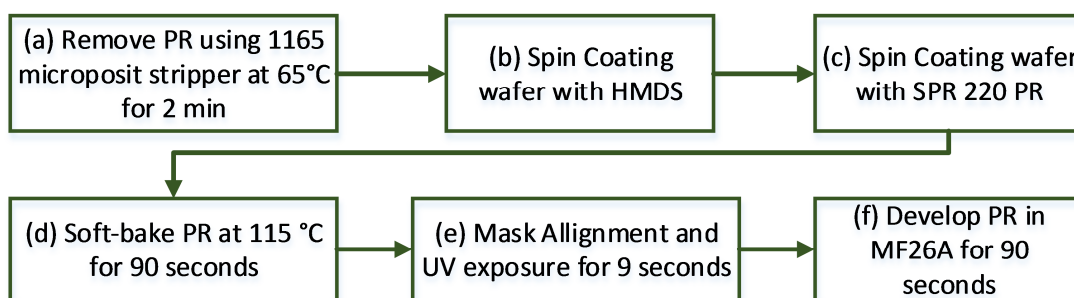 (a) Remove PR using 1165
microposit stripper at 65°C
for 2 min
(b) Spin Coating
wafer with HMDS
(c) Spin Coating wafer
with SPR 220 PR
(d) Soft-bake PR at 115 °C
for 90 seconds
(e) Mask Allignment and
UV exposure for 9 seconds
(f) Develop PR in
MF26A for 90
seconds